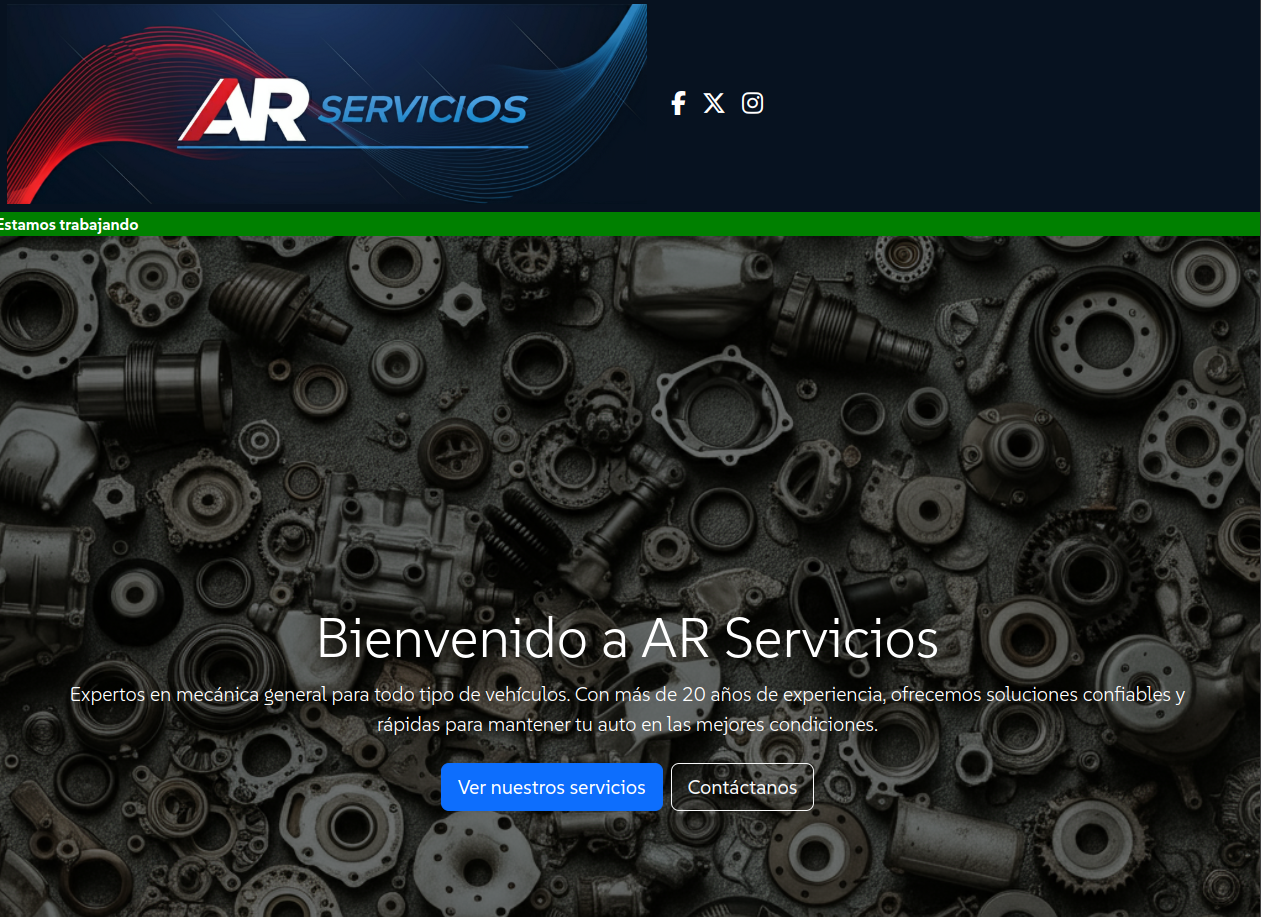 AR SERVICIOS
Estamos trabajando
Bienvenido a AR Servicios
Expertos en mecánica general para todo tipo de vehículos. Con más de 20 años de experiencia, ofrecemos soluciones confiables y
rápidas para mantener tu auto en las mejores condiciones.
Ver nuestros servicios
Contáctanos